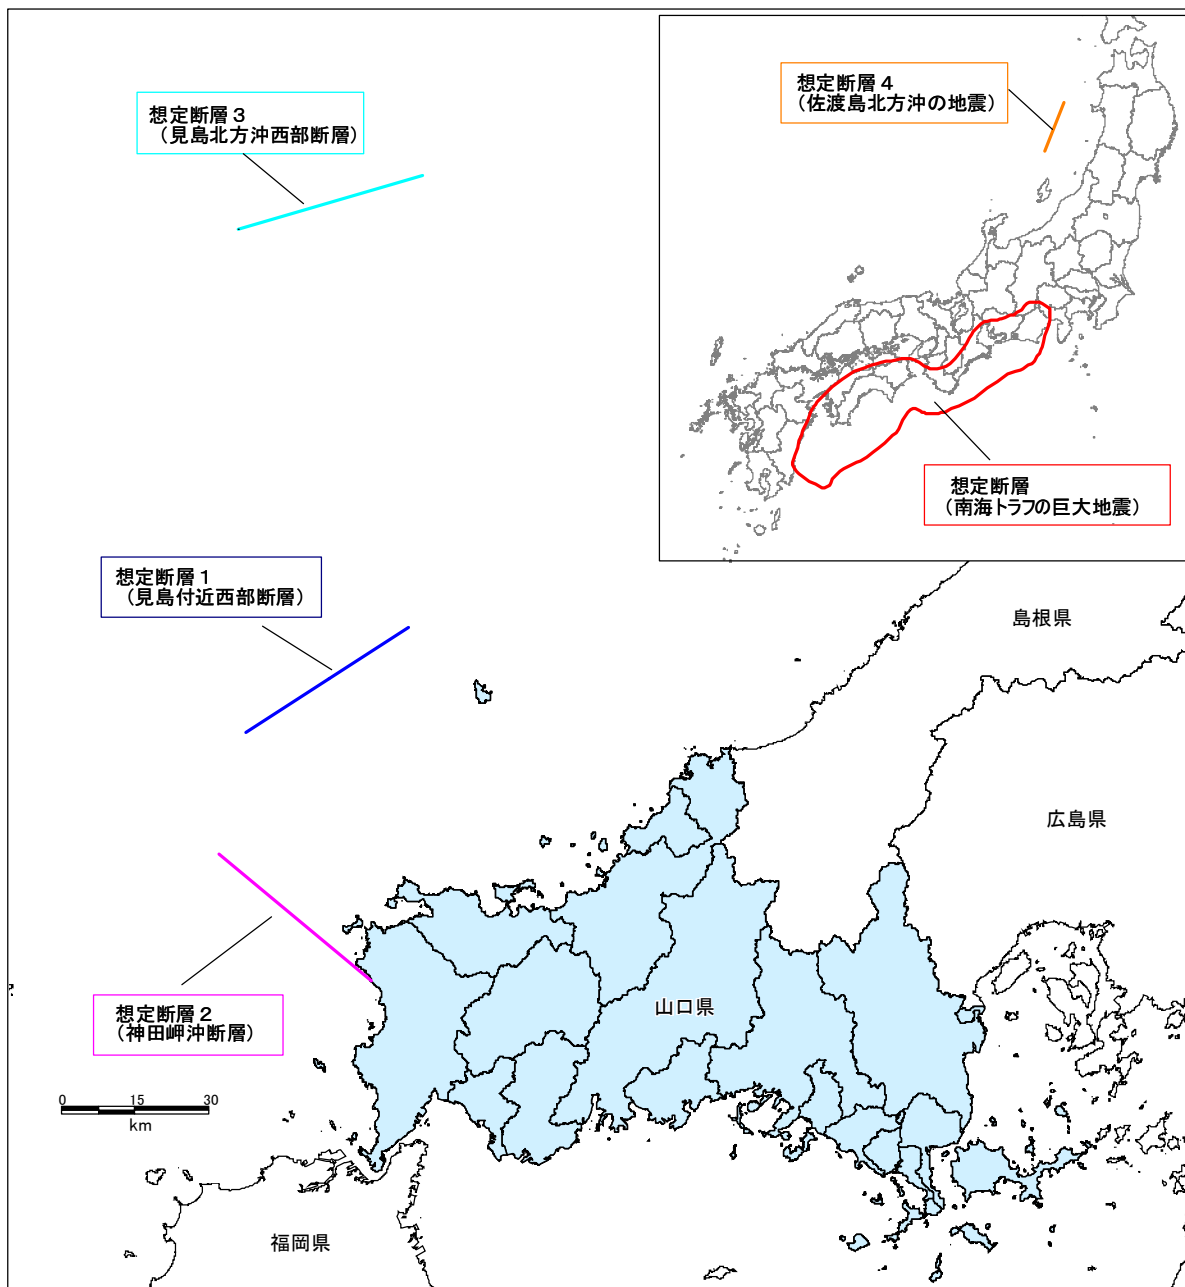 想定断層３
（見島北方沖西部断層）
想定断層４
（佐渡島北方沖の地震）
想定断層
（南海トラフの巨大地震）
想定断層１
（見島付近西部断層）
島根県
広島県
山口県
想定断層２
（神田岬沖断層）
0 15 30
km
福岡県